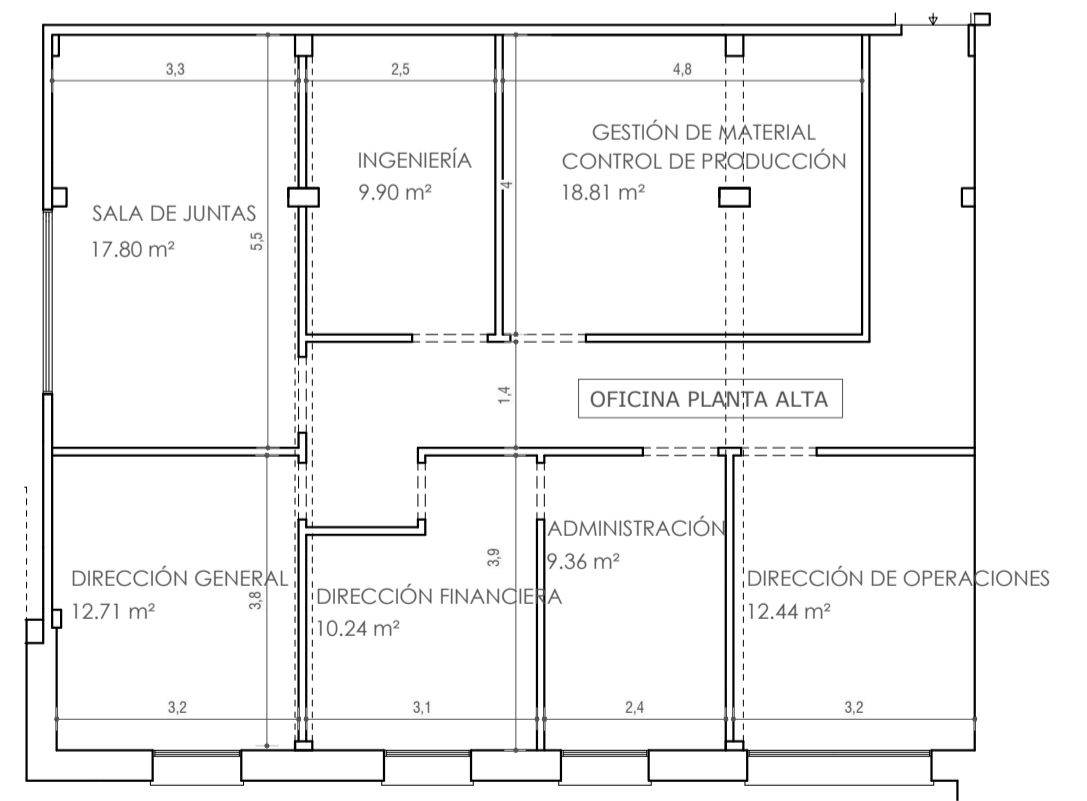 3,3
2,5
4,8
GESTIÓN DE MATERIAL
CONTROL DE PRODUCCIÓN
18.81 m²
INGENIERÍA
9.90 m²
4
SALA DE JUNTAS
17.80 m²
5,5
1,4
OFICINA PLANTA ALTA
ADMINISTRACIÓN
9.36 m²
3,9
DIRECCIÓN GENERAL
12.71 m²
3,8
DIRECCIÓN FINANCIERA
10.24 m²
DIRECCIÓN DE OPERACIONES
12.44 m²
3,2
3,1
2,4
3,2